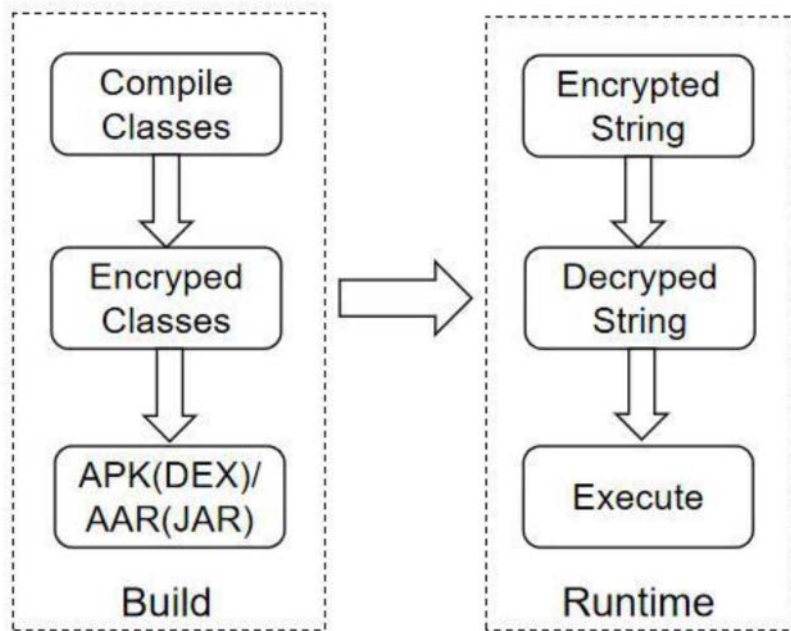 Compile
Classes
Encryped
Classes
APK(DEX)/
AAR(JAR)
Build
Encrypted
String
Decryped
String
Execute
Runtime